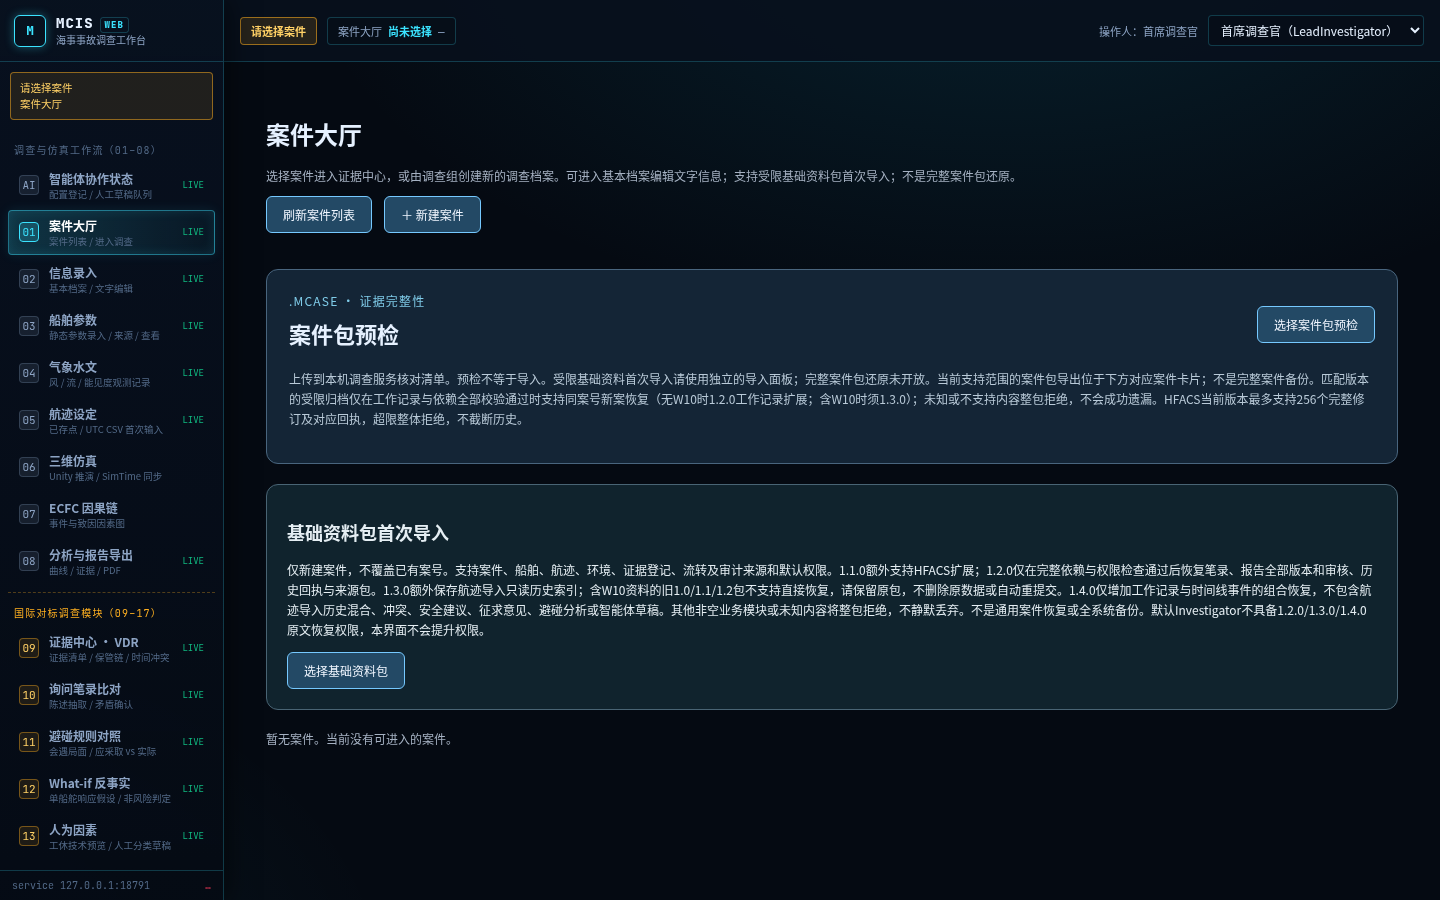 M
MCIS WEB
海事事故调查工作台
请选择案件
案件大厅 尚未选择 —
操作人：首席调查官
首席调查官（LeadInvestigator）
请选择案件
案件大厅
调查与仿真工作流（01–08）
AI 智能体协作状态 LIVE
配置登记 / 人工草稿队列
01 案件大厅 LIVE
案件列表 / 进入调查
02 信息录入 LIVE
基本档案 / 文字编辑
03 船舶参数 LIVE
静态参数录入 / 来源 / 查看
04 气象水文 LIVE
风 / 流 / 能见度观测记录
05 航迹设定 LIVE
已存点 / UTC CSV 首次输入
06 三维仿真
Unity 推演 / SimTime 同步
07 ECFC 因果链
事件与致因因素图
08 分析与报告导出 LIVE
曲线 / 证据 / PDF
国际对标调查模块（09–17）
09 证据中心 · VDR LIVE
证据清单 / 保管链 / 时间冲突
10 询问笔录比对 LIVE
陈述抽取 / 矛盾确认
11 避碰规则对照 LIVE
会遇局面 / 应采取 vs 实际
12 What-if 反事实 LIVE
单船舵响应假设 / 非风险判定
13 人为因素 LIVE
工休技术预览 / 人工分类草稿
service 127.0.0.1:18791 …
案件大厅
选择案件进入证据中心，或由调查组创建新的调查档案。可进入基本档案编辑文字信息；支持受限基础资料包首次导入；不是完整案件包还原。
刷新案件列表
＋ 新建案件
.MCASE · 证据完整性
案件包预检
选择案件包预检
上传到本机调查服务核对清单。预检不等于导入。受限基础资料首次导入请使用独立的导入面板；完整案件包还原未开放。当前支持范围的案件包导出位于下方对应案件卡片；不是完整案件备份。匹配版本
的受限归档仅在工作记录与依赖全部校验通过时支持同案号新案恢复（无W10时1.2.0工作记录扩展；含W10时须1.3.0）；未知或不支持内容整包拒绝，不会成功遗漏。HFACS当前版本最多支持256个完整修
订及对应回执，超限整体拒绝，不截断历史。
基础资料包首次导入
仅新建案件，不覆盖已有案号。支持案件、船舶、航迹、环境、证据登记、流转及审计来源和默认权限。1.1.0额外支持HFACS扩展；1.2.0仅在完整依赖与权限检查通过后恢复笔录、报告全部版本和审核、历
史回执与来源包。1.3.0额外保存航迹导入只读历史索引；含W10资料的旧1.0/1.1/1.2包不支持直接恢复，请保留原包，不删除原数据或自动重提交。1.4.0仅增加工作记录与时间线事件的组合恢复，不包含航
迹导入历史混合、冲突、安全建议、征求意见、避碰分析或智能体草稿。其他非空业务模块或未知内容将整包拒绝，不静默丢弃。不是通用案件恢复或全系统备份。默认Investigator不具备1.2.0/1.3.0/1.4.0
原文恢复权限，本界面不会提升权限。
选择基础资料包
暂无案件。当前没有可进入的案件。